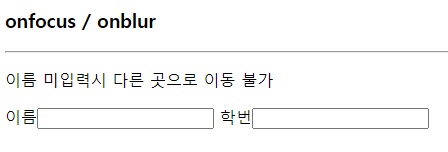 onfocus / onblur
이름 미입력시 다른 곳으로 이동 불가
이름 학번